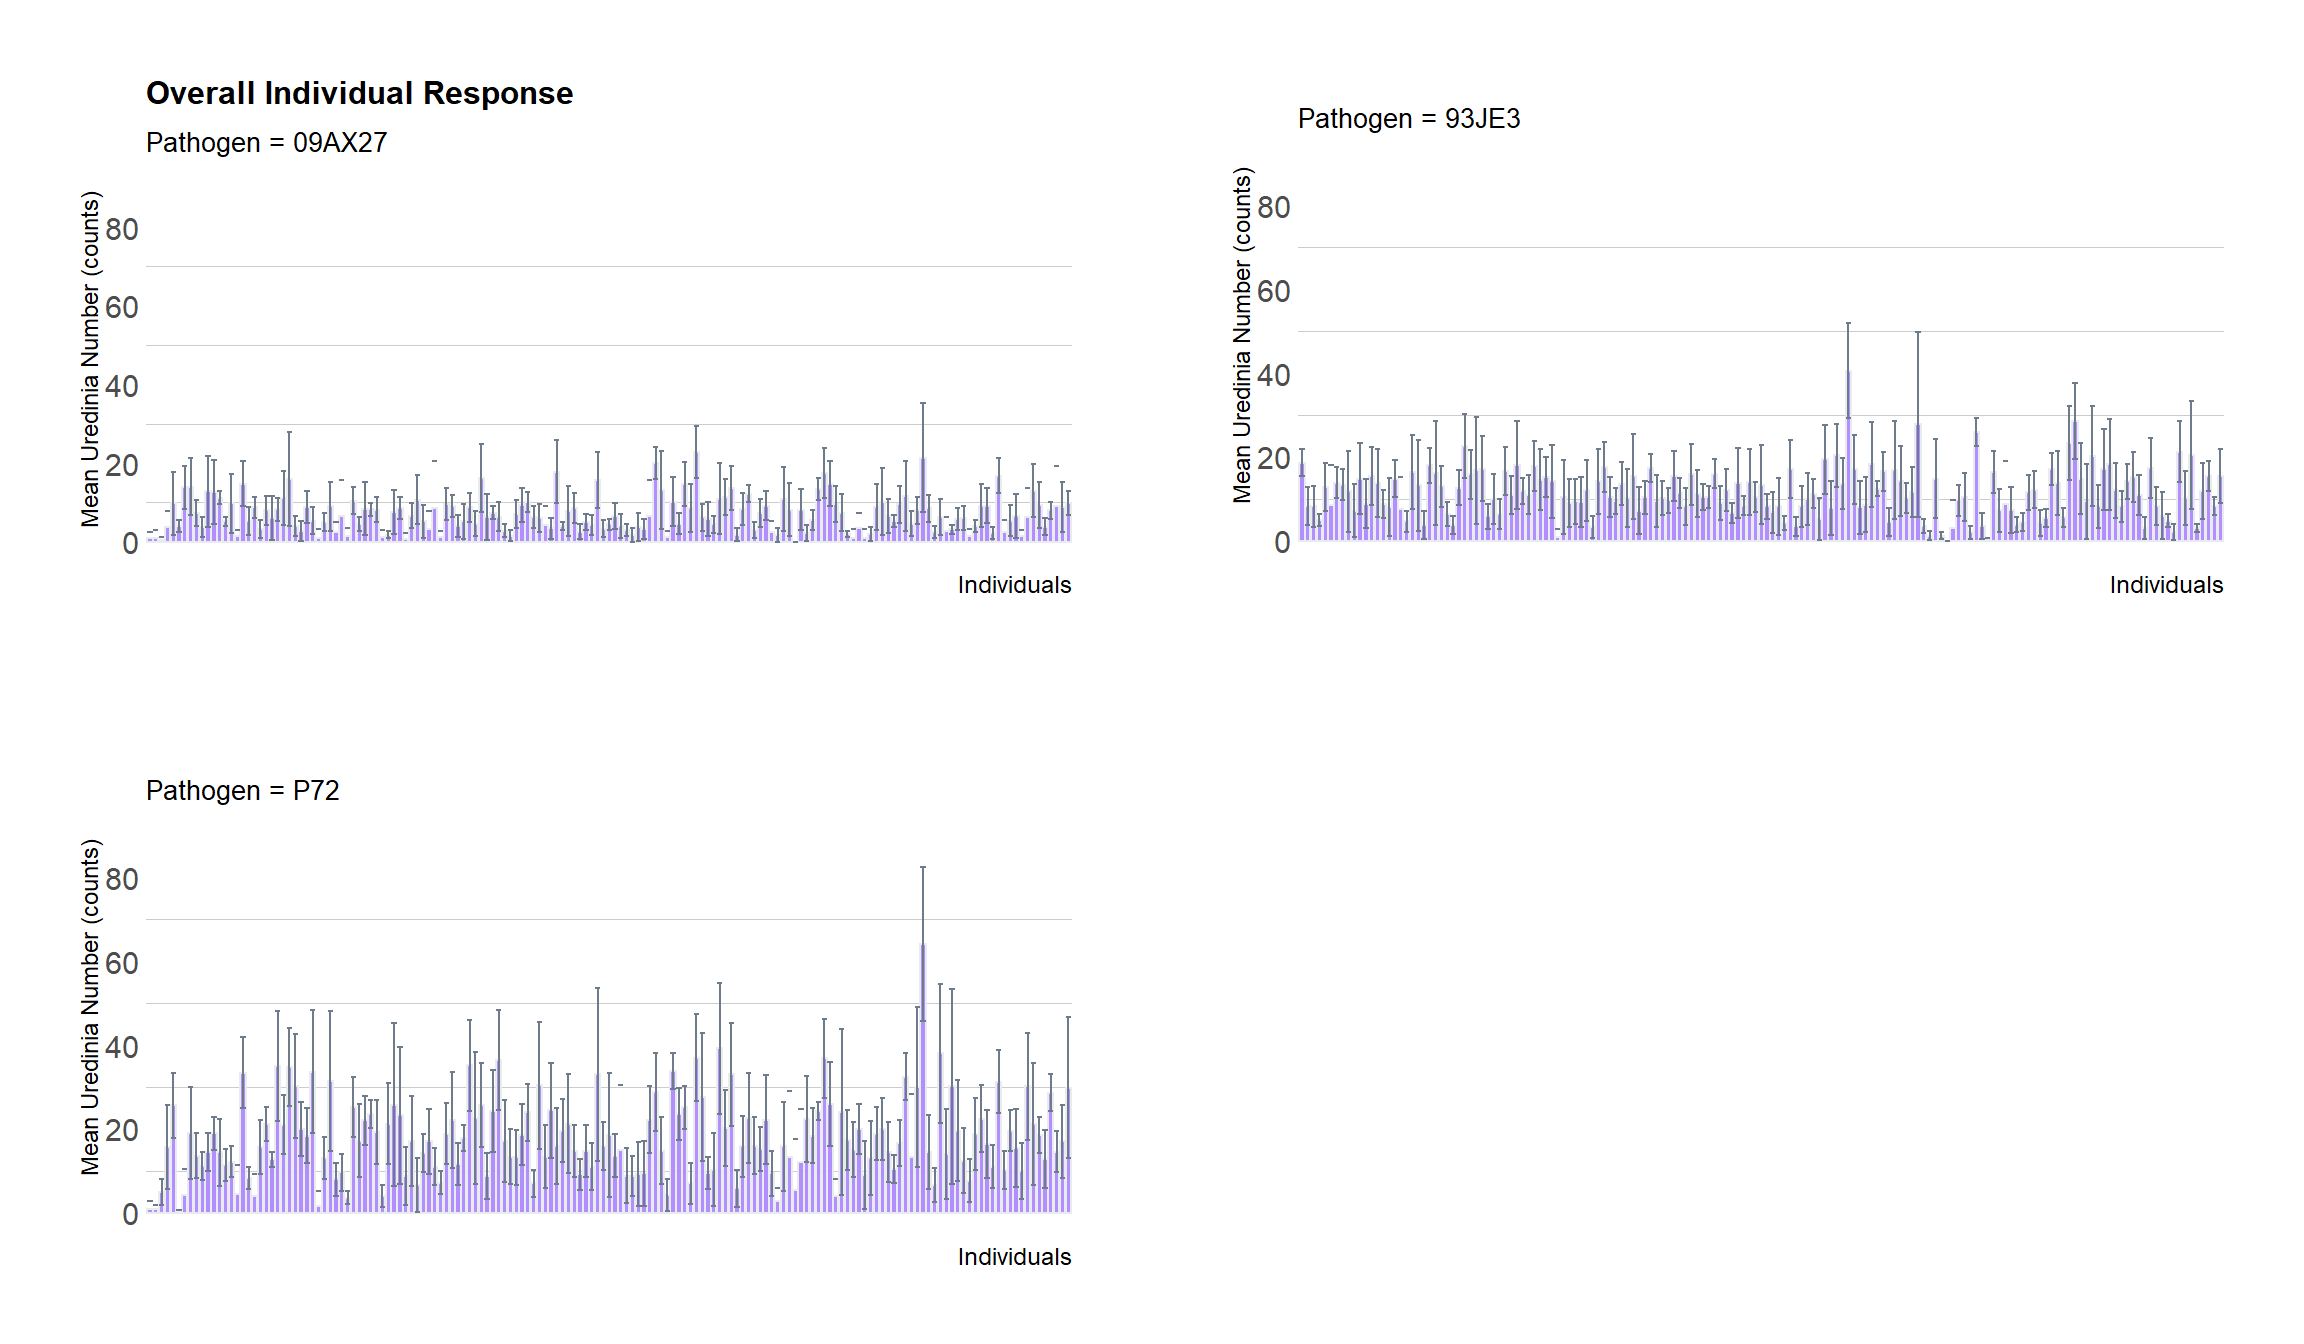 Overall Individual Response
Pathogen = 09AX27
Mean Uredinia Number (counts)
80
60
40
20
0
Individuals
Pathogen = 93JE3
Mean Uredinia Number (counts)
80
60
40
20
0
Individuals
Pathogen = P72
Mean Uredinia Number (counts)
80
60
40
20
0
Individuals